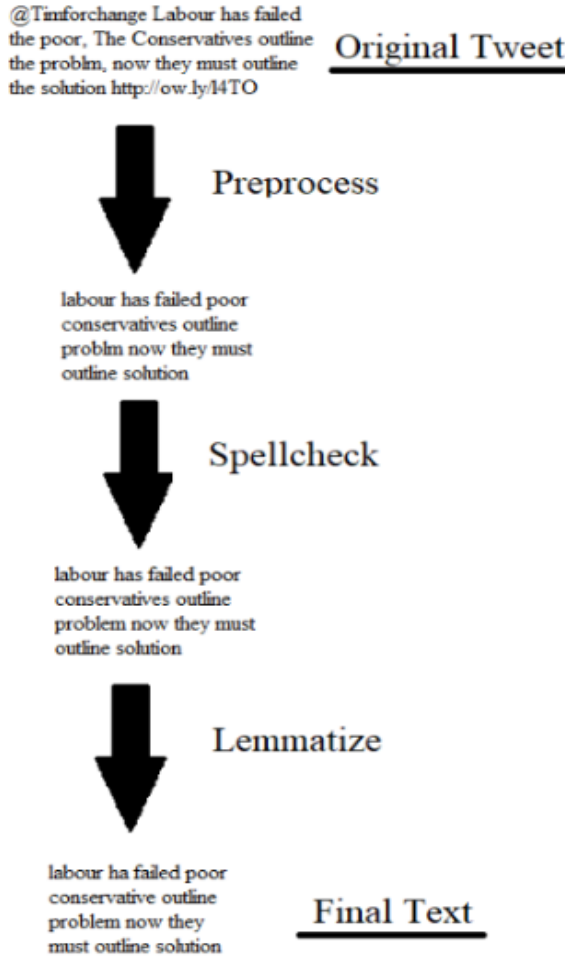 @Timforchange Labour has failed
the poor, The Conservatives outline
the problm, now they must outline
the solution http://ow.ly/l4TO
Original Tweet
Preprocess
labour has failed poor
conservatives outline
problm now they must
outline solution
Spellcheck
labour has failed poor
conservatives outline
problem now they must
outline solution
Lemmatize
labour ha failed poor
conservative outline
problem now they
must outline solution
Final Text